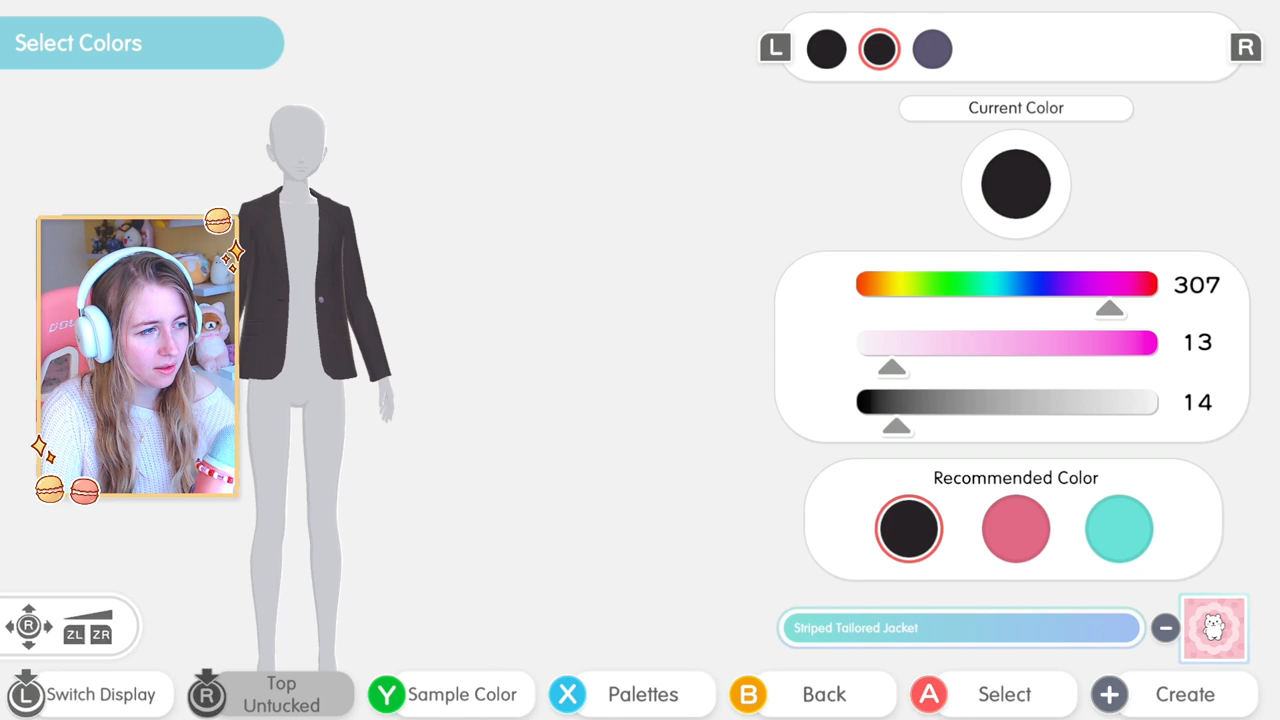 Select Colors
L
R
Current Color
307
13
14
Recommended Color
Striped Tailored Jacket
R
ZL ZR
L Switch Display
R Top Untucked
Y Sample Color
X Palettes
B Back
A Select
Create